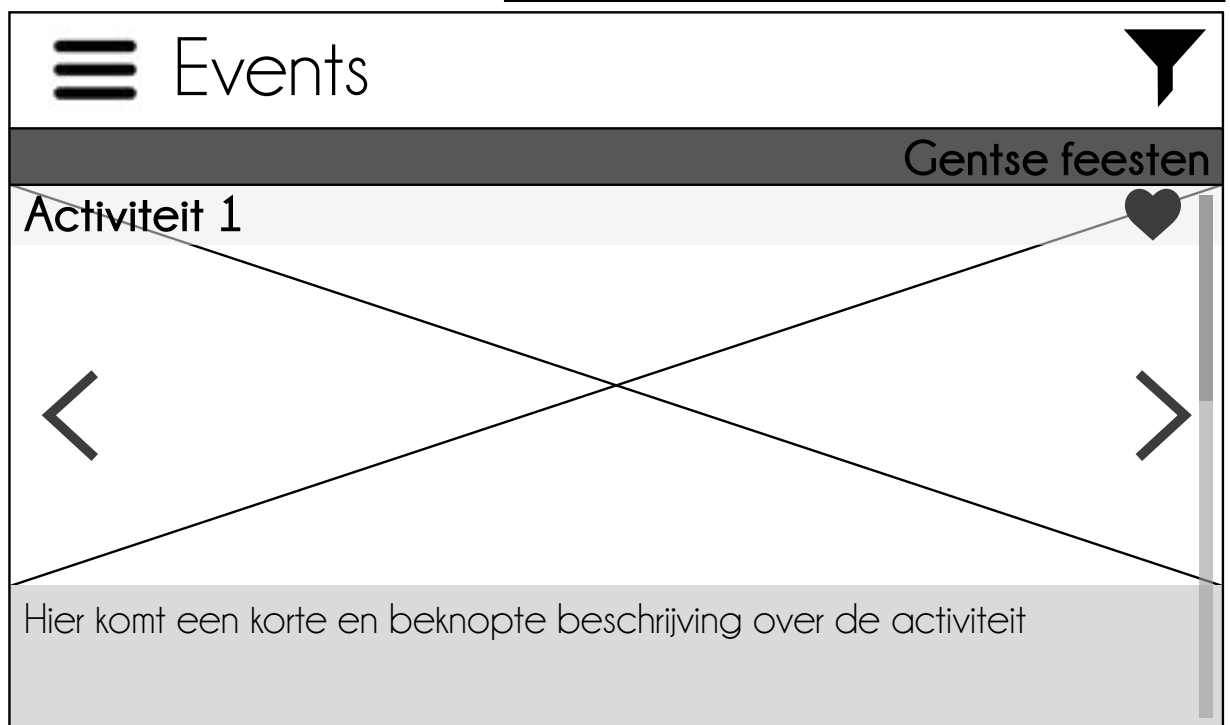 Events
Gentse feesten
Activiteit 1
Hier komt een korte en beknopte beschrijving over de activiteit